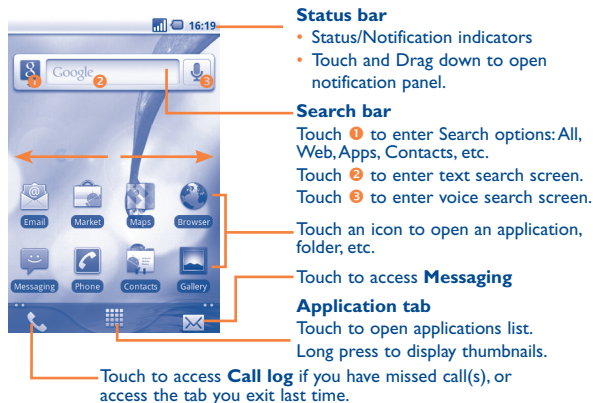 16:19
Google
❶
❷
❸
Email
Market
Maps
Browser
Messaging
Phone
Contacts
Gallery
Status bar
• Status/Notification indicators
• Touch and Drag down to open
notification panel.
Search bar
Touch ❶ to enter Search options: All,
Web, Apps, Contacts, etc.
Touch ❷ to enter text search screen.
Touch ❸ to enter voice search screen.
Touch an icon to open an application,
folder, etc.
Touch to access Messaging
Application tab
Touch to open applications list.
Long press to display thumbnails.
Touch to access Call log if you have missed call(s), or
access the tab you exit last time.